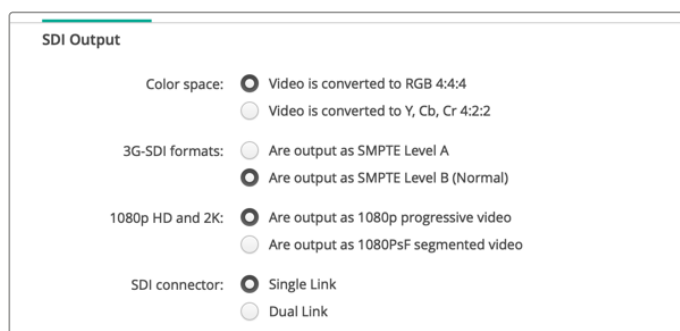 SDI Output
Color space: Video is converted to RGB 4:4:4
Video is converted to Y, Cb, Cr 4:2:2
3G-SDI formats: Are output as SMPTE Level A
Are output as SMPTE Level B (Normal)
1080p HD and 2K: Are output as 1080p progressive video
Are output as 1080PsF segmented video
SDI connector: Single Link
Dual Link